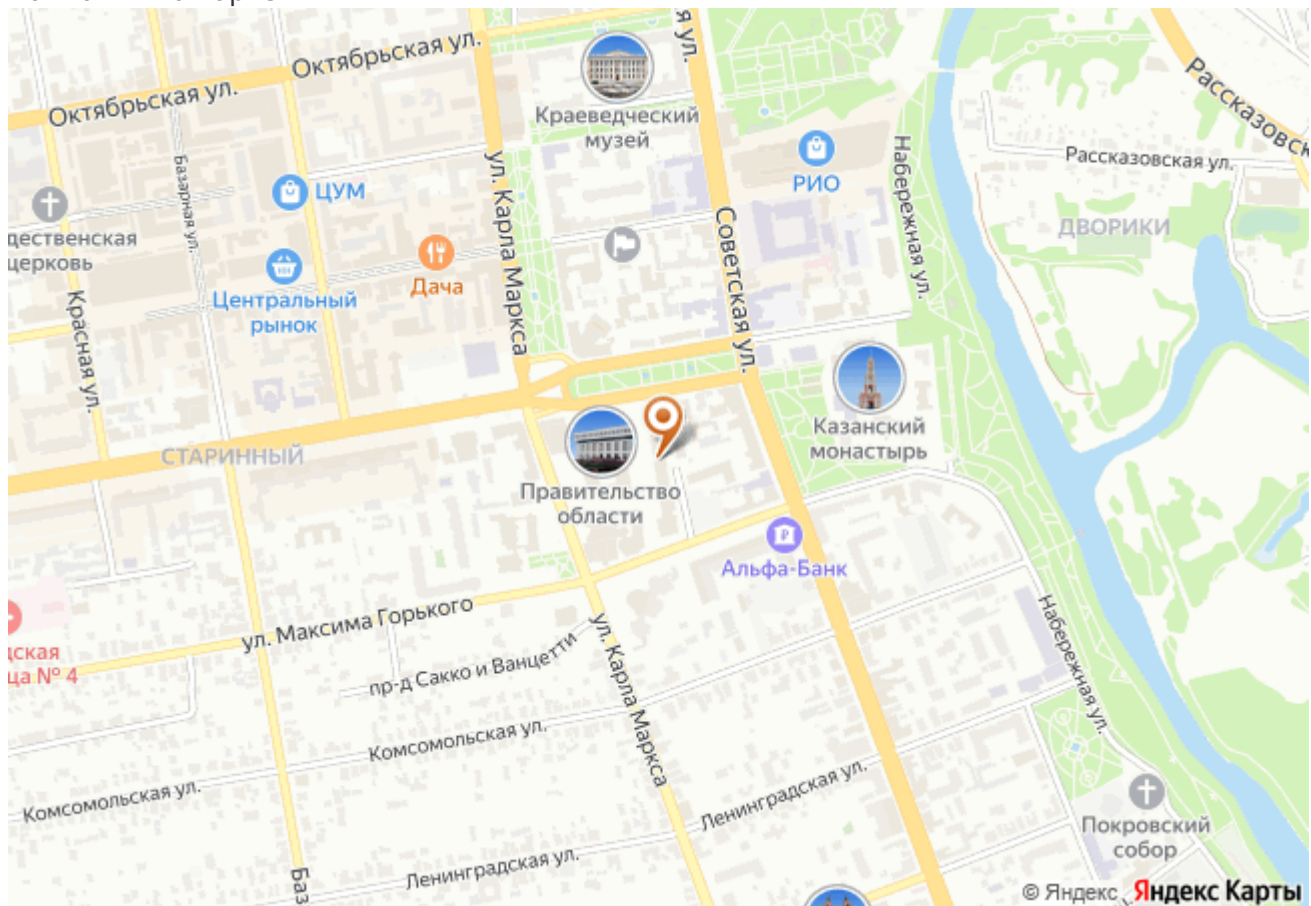 Октябрьская ул.
Октябрьская ул.
я ул.
Краеведческий
музей
Рассказовск
Рассказовская ул.
Базарная ул.
ул. Карла Маркса
РИО
Набережная ул.
ЦУМ
дественская
церковь
Советская ул.
ДВОРИКИ
Дача
Центральный
рынок
Красная ул.
Казанский
монастырь
СТАРИННЫЙ
Правительство
области
Альфа-Банк
ул. Максима Горького
дская
ца № 4
пр-д Сакко и Ванцетти
ул. Карла Маркса
Набережная ул.
Комсомольская ул.
Комсомольская ул.
Ленинградская ул.
Покровский
собор
Ленинградская ул.
Баз
© Яндекс Яндекс Карты